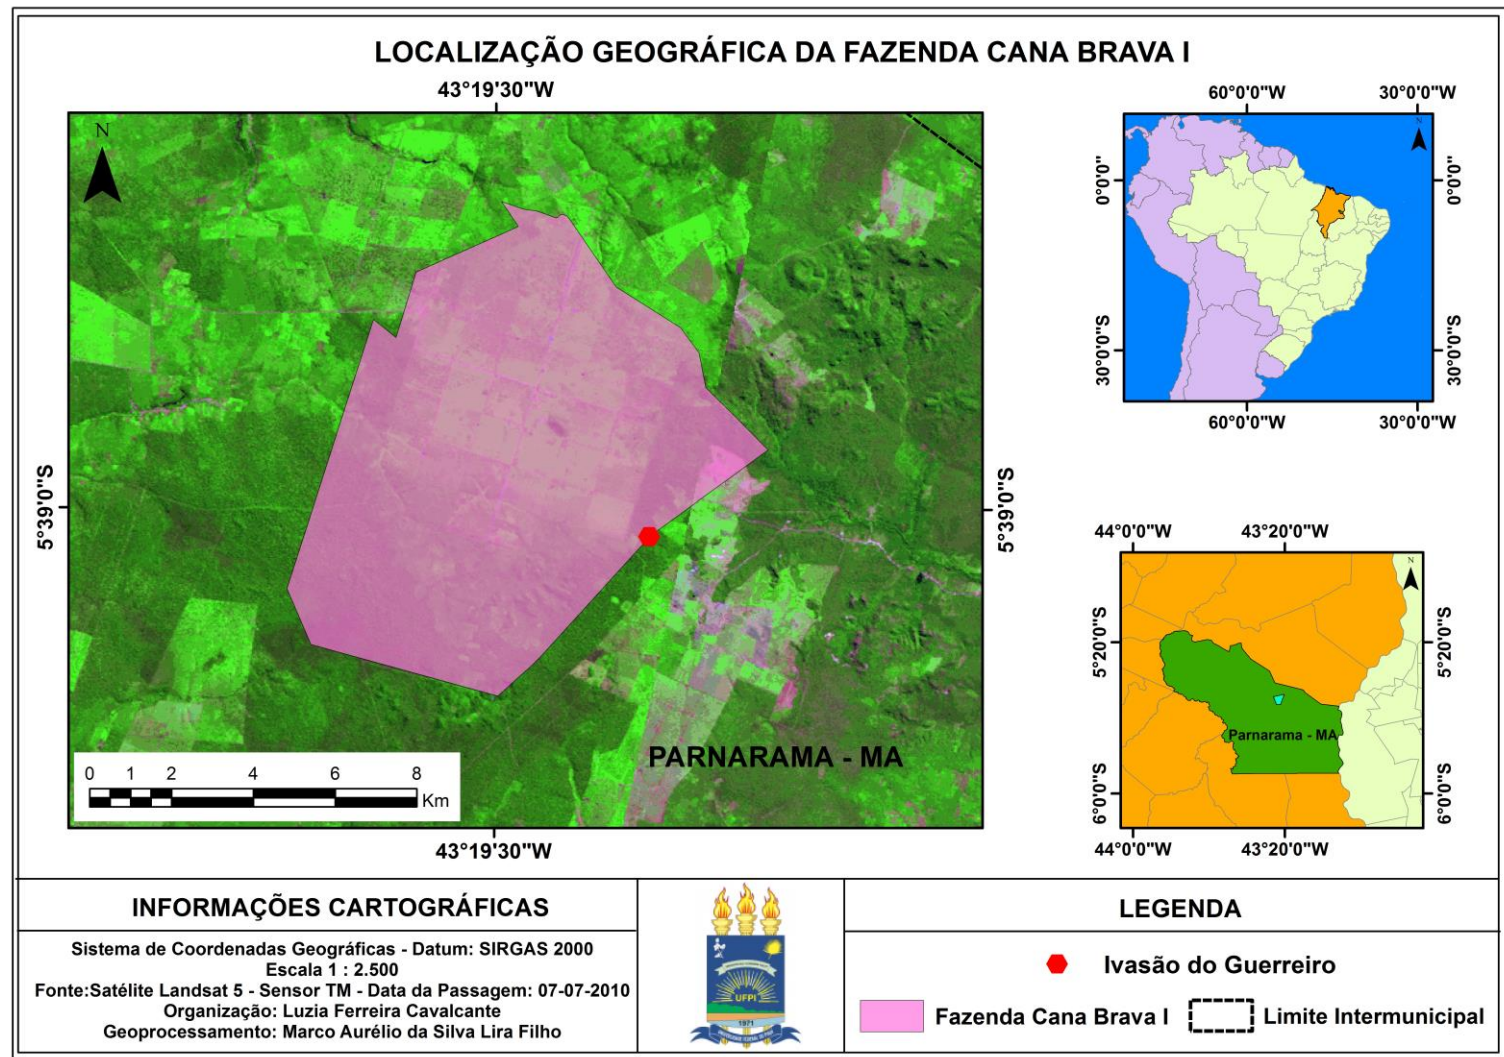 LOCALIZAÇÃO GEOGRÁFICA DA FAZENDA CANA BRAVA I
43°19'30"W
N
5°39'0"S
5°39'0"S
PARNARAMA - MA
0 1 2 4 6 8
Km
43°19'30"W
60°0'0"W 30°0'0"W
N
0°0'0"
0°0'0"
30°0'0"S
30°0'0"S
60°0'0"W 30°0'0"W
44°0'0"W 43°20'0"W
N
5°20'0"S
5°20'0"S
Parnarama - MA
6°0'0"S
6°0'0"S
44°0'0"W 43°20'0"W
INFORMAÇÕES CARTOGRÁFICAS
Sistema de Coordenadas Geográficas - Datum: SIRGAS 2000
Escala 1 : 2.500
Fonte:Satélite Landsat 5 - Sensor TM - Data da Passagem: 07-07-2010
Organização: Luzia Ferreira Cavalcante
Geoprocessamento: Marco Aurélio da Silva Lira Filho
UFPI
1971
LEGENDA
Ivasão do Guerreiro
Fazenda Cana Brava I
Limite Intermunicipal